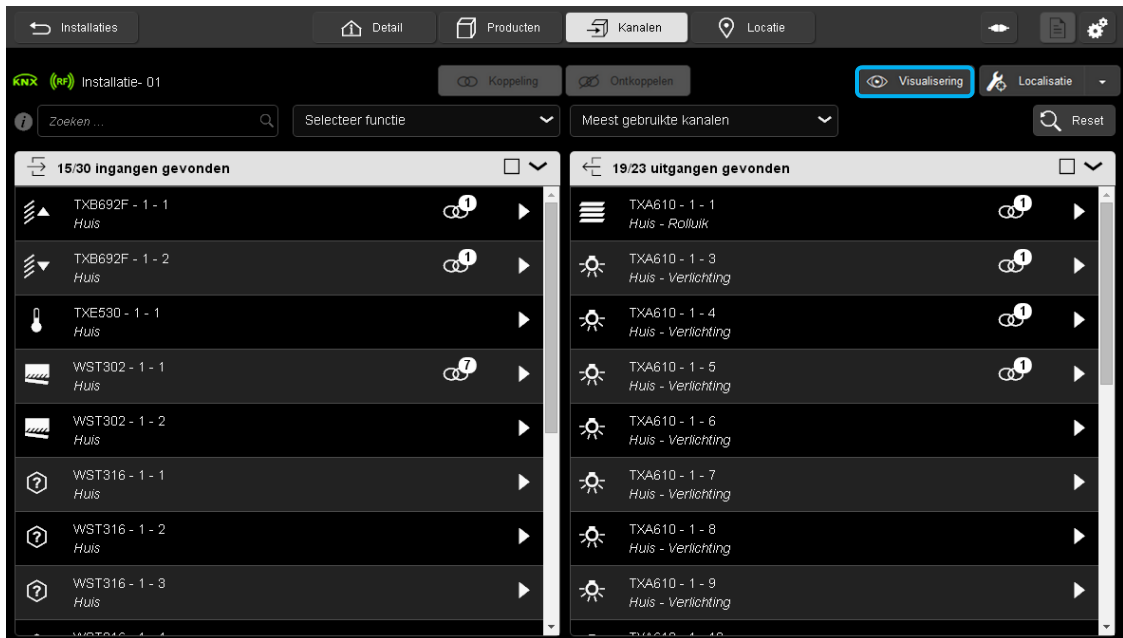 Installaties
Detail
Producten
Kanalen
Locatie
KNX (RF) Installatie- 01
Koppeling
Ontkoppelen
Visualisering
Localisatie
Zoeken ...
Selecteer functie
Meest gebruikte kanalen
Reset
15/30 ingangen gevonden
TXB692F - 1 - 1
1
Huis
TXB692F - 1 - 2
1
Huis
TXE530 - 1 - 1
Huis
WST302 - 1 - 1
7
Huis
WST302 - 1 - 2
Huis
WST316 - 1 - 1
Huis
WST316 - 1 - 2
Huis
WST316 - 1 - 3
Huis
19/23 uitgangen gevonden
TXA610 - 1 - 1
1
Huis - Rolluik
TXA610 - 1 - 3
1
Huis - Verlichting
TXA610 - 1 - 4
1
Huis - Verlichting
TXA610 - 1 - 5
1
Huis - Verlichting
TXA610 - 1 - 6
Huis - Verlichting
TXA610 - 1 - 7
Huis - Verlichting
TXA610 - 1 - 8
Huis - Verlichting
TXA610 - 1 - 9
Huis - Verlichting